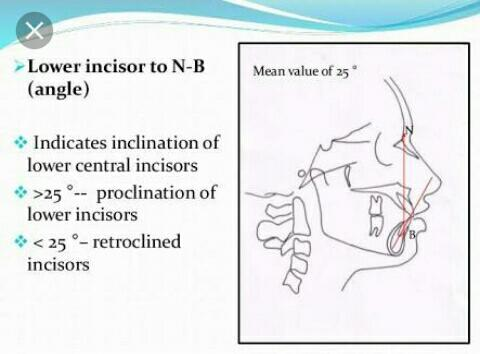 Lower incisor to N-B
(angle)
Indicates inclination of
lower central incisors
>25 °-- proclination of
lower incisors
< 25 °– retroclined
incisors
Mean value of 25 °
N
B